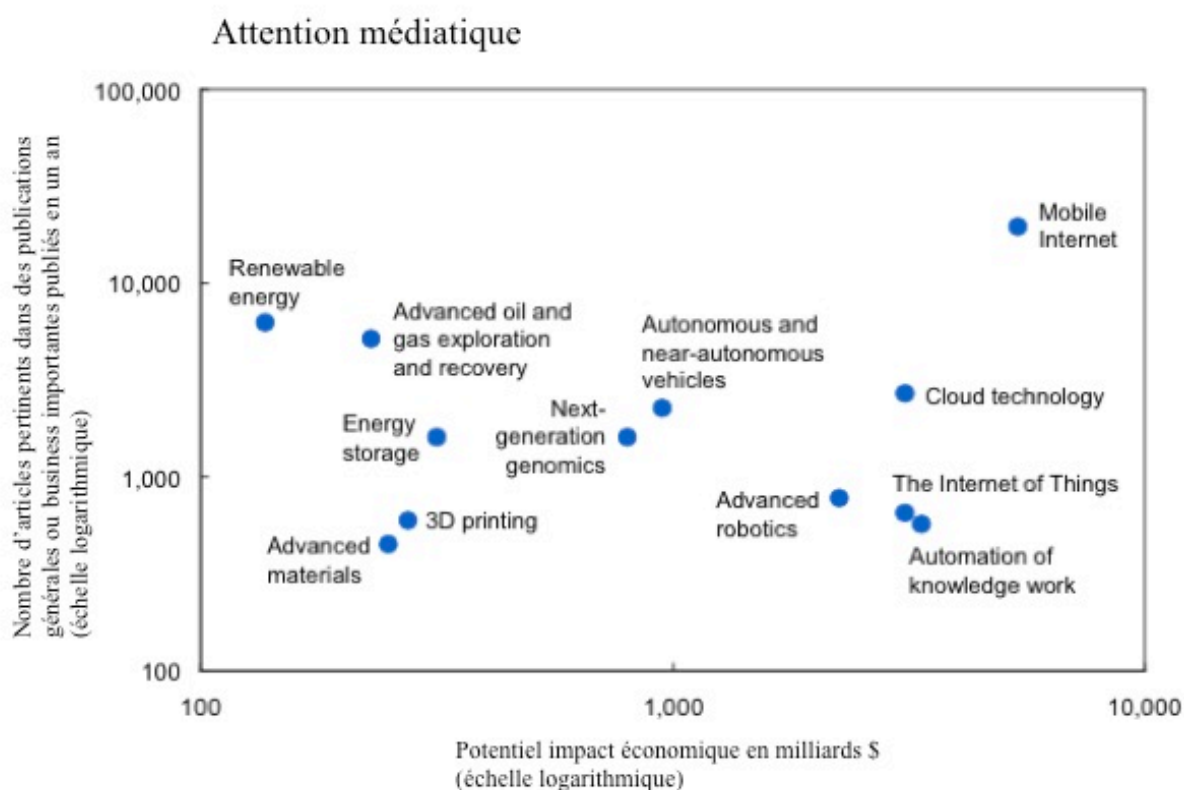 Attention médiatique
Nombre d'articles pertinents dans des publications
générales ou business importantes publiés en un an
(échelle logarithmique)
100,000
10,000
1,000
100
100
1,000
10,000
Mobile
Internet
Renewable
energy
Advanced oil and
gas exploration
and recovery
Autonomous and
near-autonomous
vehicles
Cloud technology
Energy
storage
Next-
generation
genomics
The Internet of Things
Advanced
robotics
3D printing
Advanced
materials
Automation of
knowledge work
Potentiel impact économique en milliards $
(échelle logarithmique)